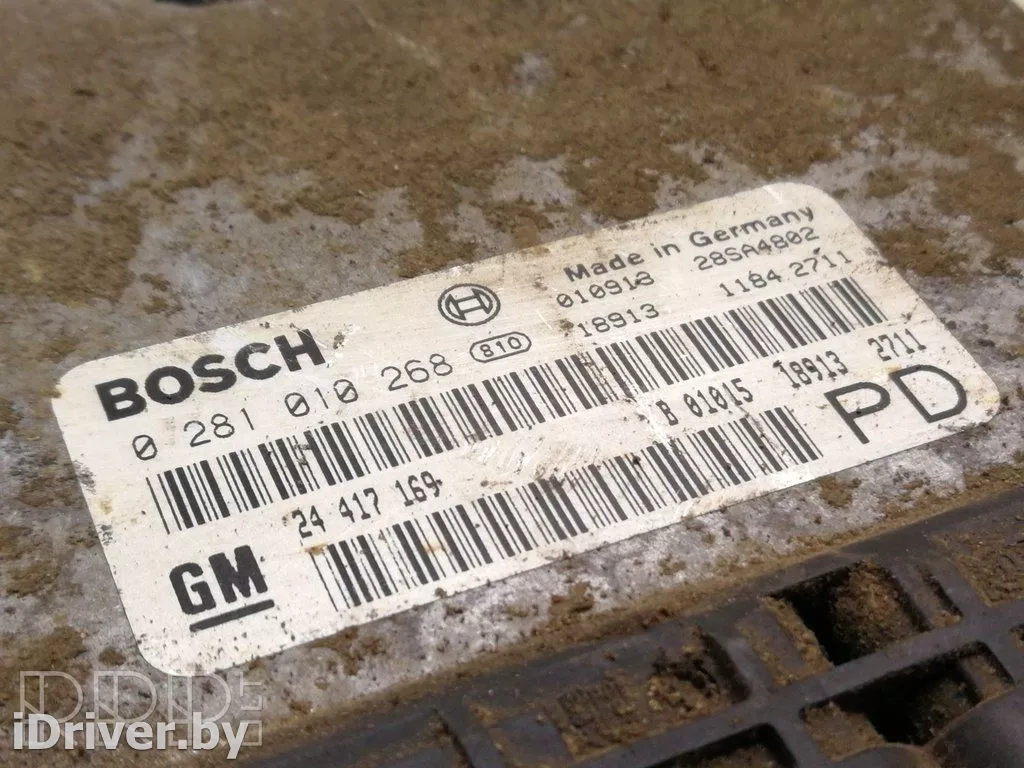 Made in Germany
010918 28SA4802
18913 1184.2711
BOSCH
0 281 010 268 810
24 417 169 B 01015 18913 2711
GM PD
iDriver.by